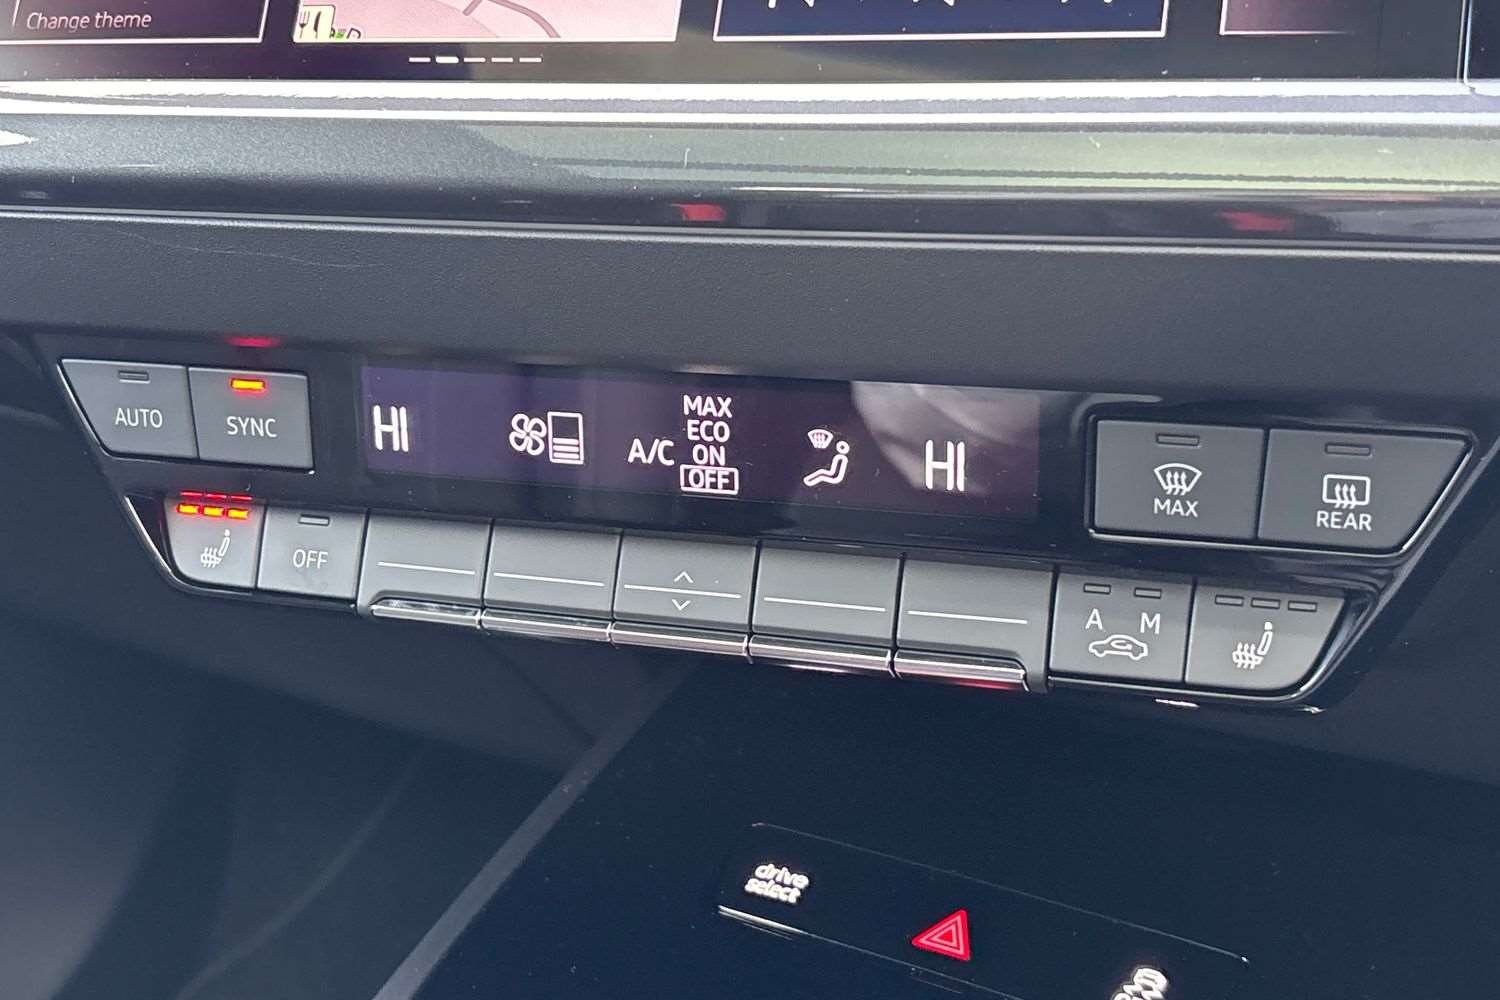 Change theme
AUTO
SYNC
HI
A/C
MAX
ECO
ON
OFF
HI
MAX
REAR
OFF
A M
drive
select